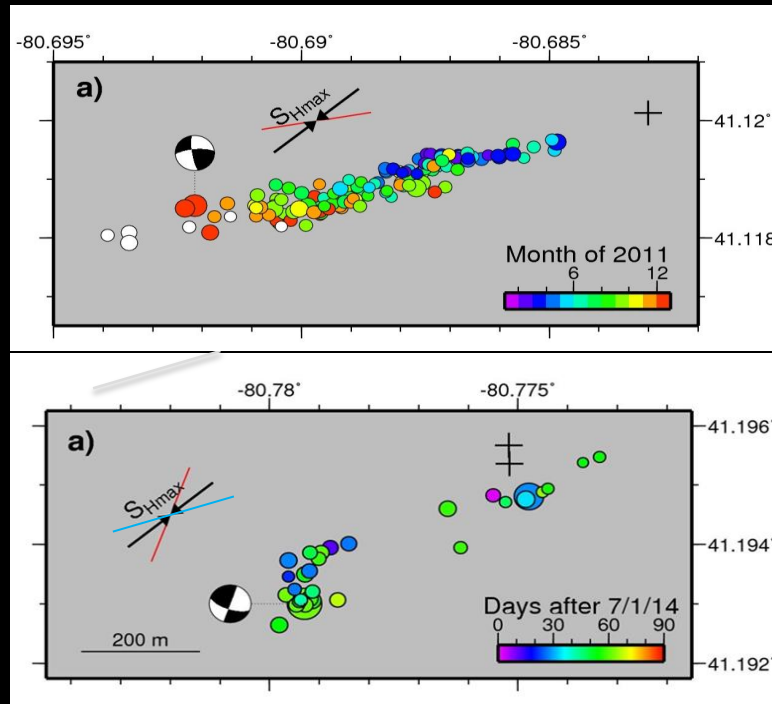 -80.695˚ -80.69˚ -80.685˚
a)
SHmax
41.12˚
41.118
Month of 2011
6 12
-80.78˚ -80.775˚
41.196
a)
SHmax
41.194
Days after 7/1/14
0 30 60 90
200 m
41.192